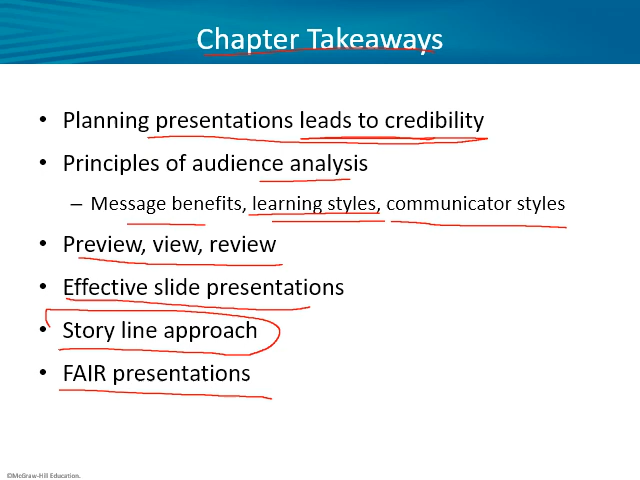 Chapter Takeaways
• Planning presentations leads to credibility
• Principles of audience analysis
– Message benefits, learning styles, communicator styles
• Preview, view, review
• Effective slide presentations
• Story line approach
• FAIR presentations
©McGraw-Hill Education.